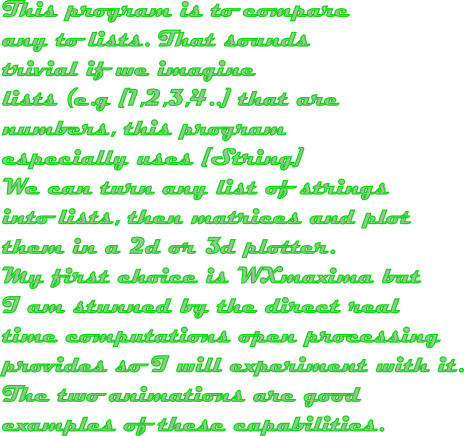 This program is to compare
any to lists. That sounds
trivial if we imagine
lists (e.g [1,2,3,4..] that are
numbers, this program
especially uses [String]
We can turn any list of strings
into lists, then matrices and plot
them in a 2d or 3d plotter.
My first choice is WXmaxima but
I am stunned by the direct real
time computations open processing
provides so I will experiment with it.
The two animations are good
examples of these capabilities.